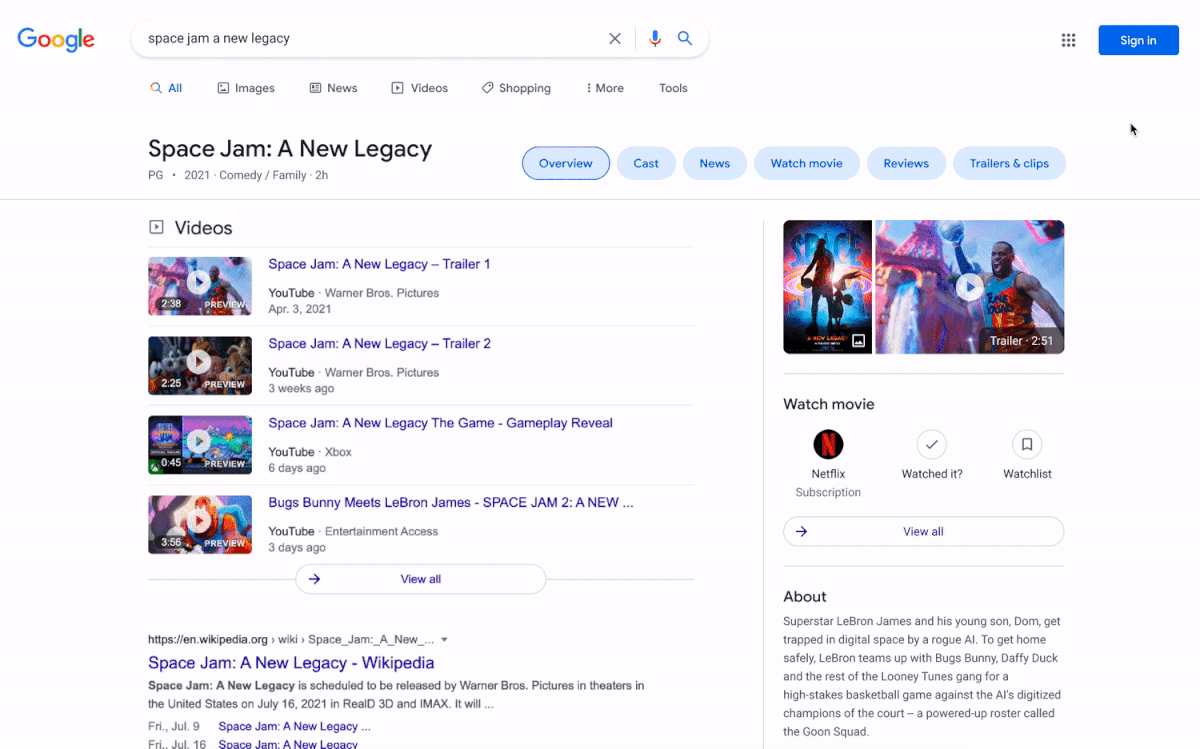 Google
space jam a new legacy
Sign in
All
Images
News
Videos
Shopping
More
Tools
Space Jam: A New Legacy
PG • 2021 · Comedy / Family · 2h
Overview
Cast
News
Watch movie
Reviews
Trailers & clips
Videos
2:38
PREVIEW
Space Jam: A New Legacy – Trailer 1
YouTube · Warner Bros. Pictures
Apr. 3, 2021
2:25
PREVIEW
Space Jam: A New Legacy – Trailer 2
YouTube · Warner Bros. Pictures
3 weeks ago
0:45
PREVIEW
Space Jam: A New Legacy The Game - Gameplay Reveal
YouTube · Xbox
6 days ago
3:56
PREVIEW
Bugs Bunny Meets LeBron James - SPACE JAM 2: A NEW ...
YouTube · Entertainment Access
3 days ago
View all
https://en.wikipedia.org › wiki › Space_Jam:_A_New_...
Space Jam: A New Legacy - Wikipedia
Space Jam: A New Legacy is scheduled to be released by Warner Bros. Pictures in theaters in
the United States on July 16, 2021 in RealD 3D and IMAX. It will ...
Fri., Jul. 9 Space Jam: A New Legacy ...
Fri., Jul. 16 Space Jam: A New Legacy
SPACE
A NEW LEGACY
Trailer · 2:51
Watch movie
N
Netflix
Subscription
Watched it?
Watchlist
View all
About
Superstar LeBron James and his young son, Dom, get
trapped in digital space by a rogue AI. To get home
safely, LeBron teams up with Bugs Bunny, Daffy Duck
and the rest of the Looney Tunes gang for a
high-stakes basketball game against the AI's digitized
champions of the court – a powered-up roster called
the Goon Squad.